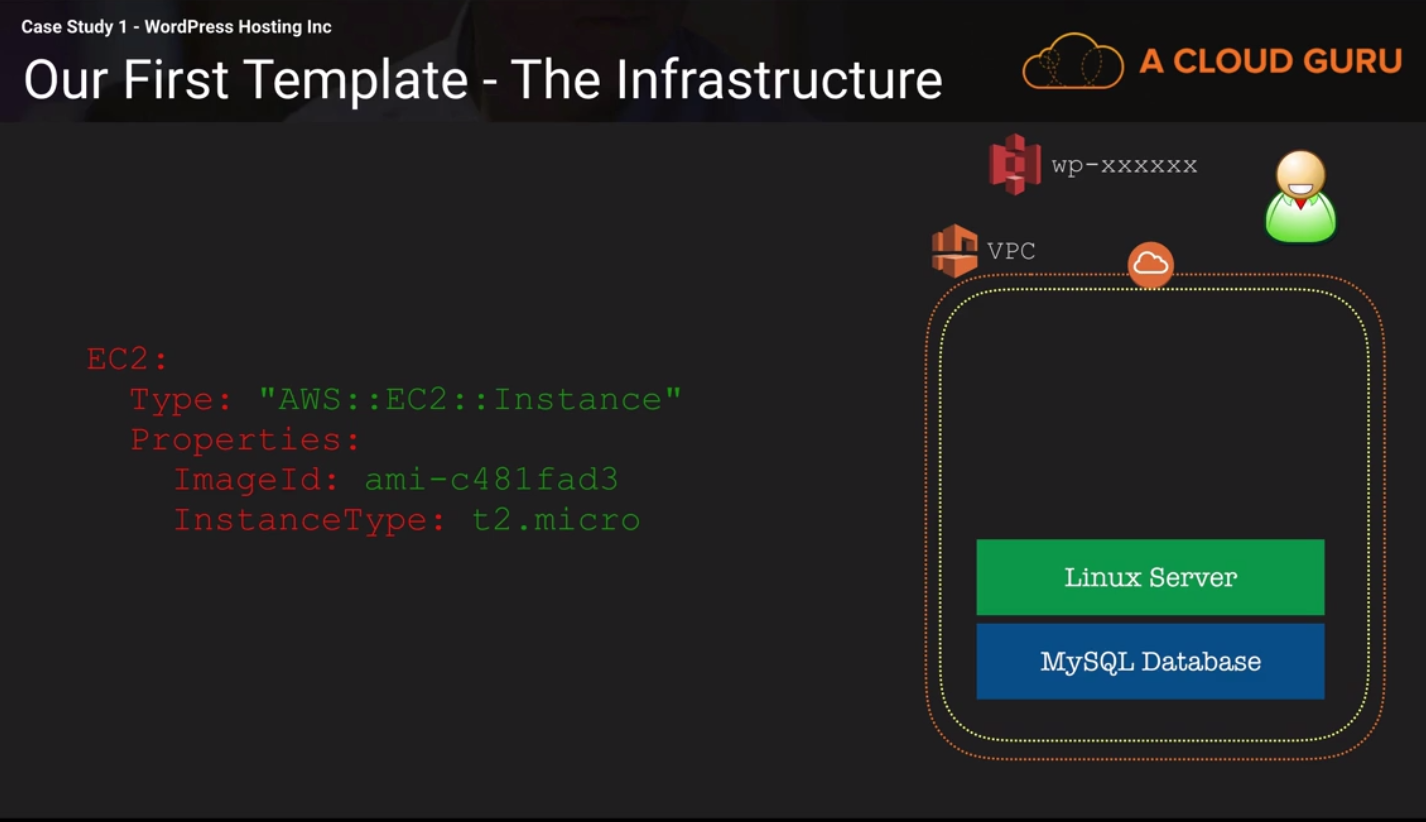 Case Study 1 - WordPress Hosting Inc
Our First Template - The Infrastructure
A CLOUD GURU
wp-xxxxxx
VPC
EC2:
Type: "AWS::EC2::Instance"
Properties:
ImageId: ami-c481fad3
InstanceType: t2.micro
Linux Server
MySQL Database